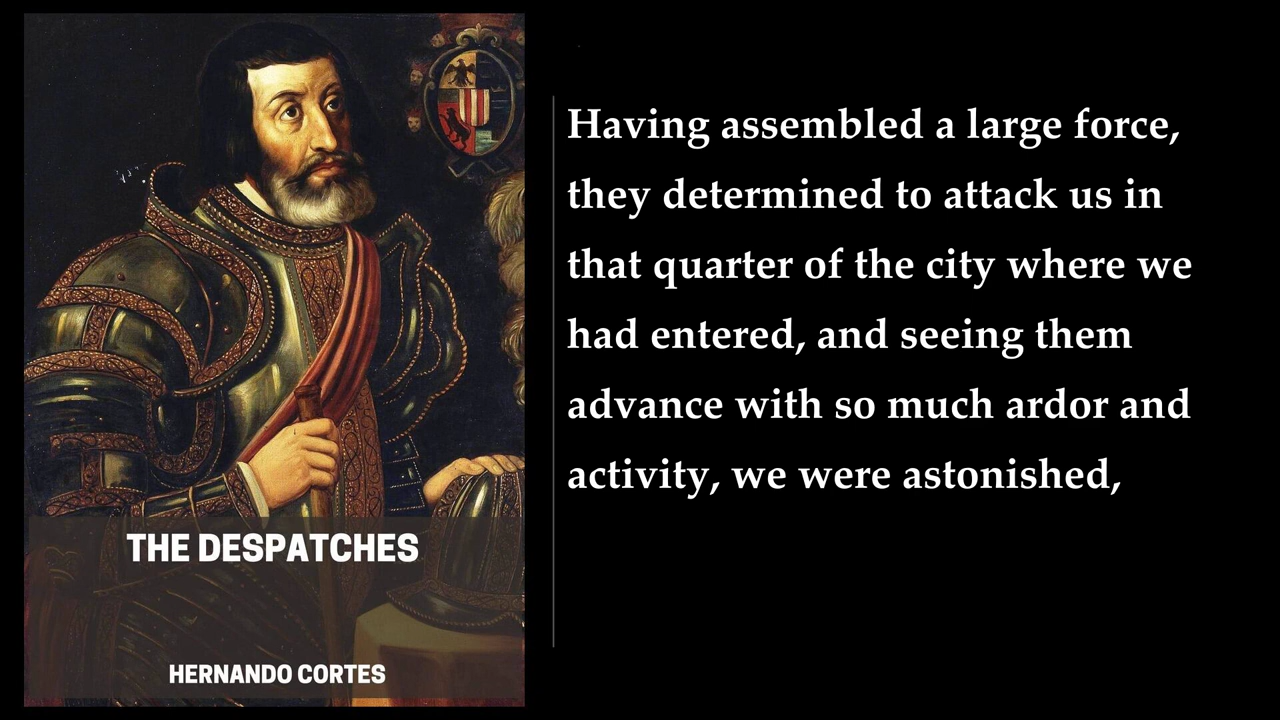 THE DESPATCHES
HERNANDO CORTES
Having assembled a large force,
they determined to attack us in
that quarter of the city where we
had entered, and seeing them
advance with so much ardor and
activity, we were astonished,